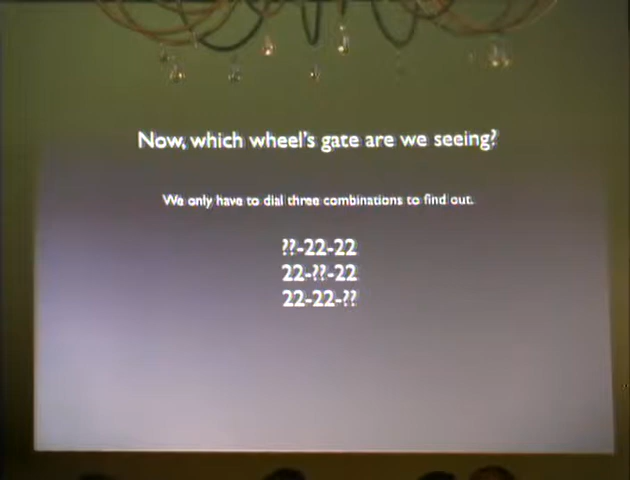 Now, which wheel's gate are we seeing?
We only have to dial three combinations to find out.
??-22-22
22-??-22
22-22-??